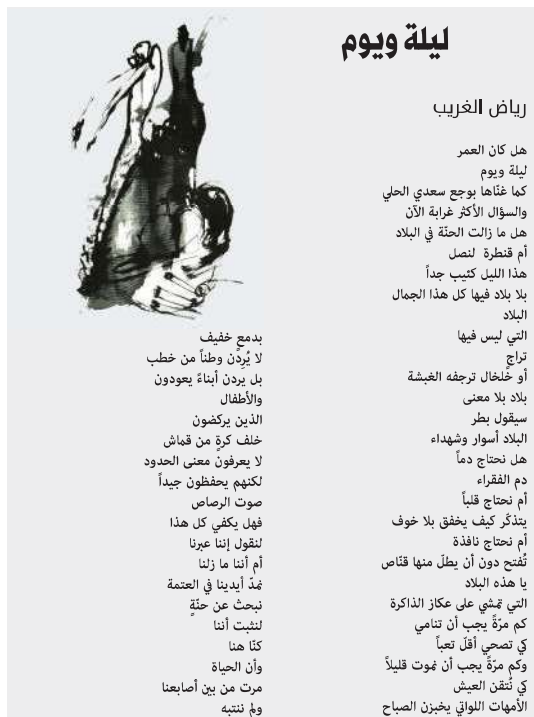 ليلة ويوم
رياض الغريب
هل كان العمر
ليلة ويوم
كما غنّاها بوجع سعدي الحلي
والسؤال الأكثر غرابة الآن
هل ما زالت الحنّة في البلاد
أم قنطرة لنصل
هذا الليل كئيب جداً
بلا بلاد فيها كل هذا الجمال
البلاد
التي ليس فيها
تراجٍ
أو خلخال ترجفه الغبشة
بلاد بلا معنى
سيقول بطر
البلاد أسوار وشهداء
هل نحتاج دماً
دم الفقراء
أم نحتاج قلباً
يتذكّر كيف يخفق بلا خوف
أم نحتاج نافذة
تُفتح دون أن يطلّ منها قنّاص
يا هذه البلاد
التي تمشي على عكاز الذاكرة
كم مرّةً يجب أن تنامي
كي تصحي أقلّ تعباً
وكم مرّةً يجب أن نموت قليلاً
كي نُتقن العيش
الأمهات اللواتي يخبزن الصباح
بدمع خفيف
لا يُرِدْن وطناً من خطب
بل يردن أبناءً يعودون
والأطفال
الذين يركضون
خلف كرةٍ من قماش
لا يعرفون معنى الحدود
لكنهم يحفظون جيداً
صوت الرصاص
فهل يكفي كل هذا
لنقول إننا عبرنا
أم أننا ما زلنا
نمدّ أيدينا في العتمة
نبحث عن حنّةٍ
لنثبت أننا
كنّا هنا
وأن الحياة
مرت من بين أصابعنا
ولم ننتبه